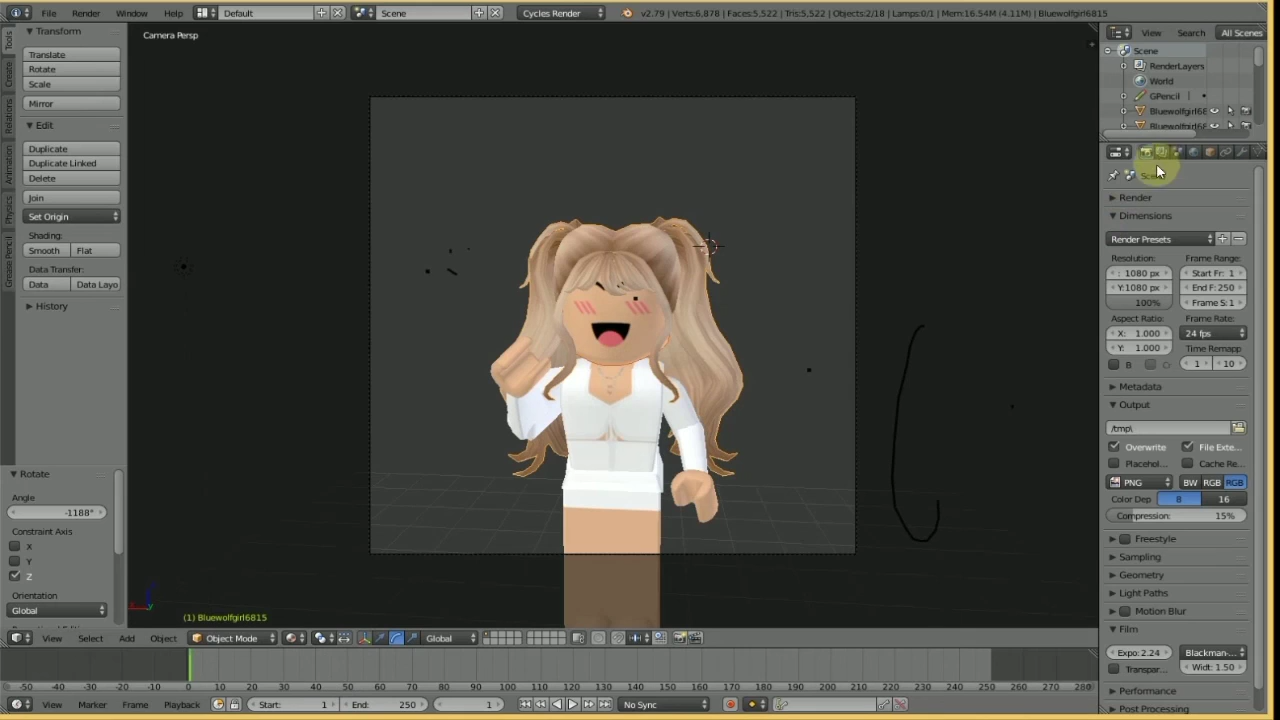 File Render Window Help Default Scene Cycles Render v2.79 | Verts:6,878 | Faces:5,522 | Tris:5,522 | Objects:2/18 | Lamps:0/1 | Mem:16.54M (4.11M) | Bluewolfgirl6815
Tools
Create
Relations
Animation
Physics
Grease Pencil
Transform
Translate
Rotate
Scale
Mirror
Edit
Duplicate
Duplicate Linked
Delete
Join
Set Origin
Shading:
Smooth Flat
Data Transfer:
Data Data Layo
History
Rotate
Angle
-1188°
Constraint Axis
X
Y
Z
Orientation
Global
Camera Persp
(1) Bluewolfgirl6815
View Select Add Object Object Mode Global
View Search All Scenes
Scene
RenderLayers
World
GPencil
Bluewolfgirl68
Bluewolfgirl68
Render
Dimensions
Render Presets
Resolution: Frame Range:
: 1080 px Start Fr: 1
Y:1080 px End F: 250
100% Frame S: 1
Aspect Ratio: Frame Rate:
X: 1.000 24 fps
Y: 1.000 Time Remapp
B Cr 1 10
Metadata
Output
/tmp\
Overwrite File Exte...
Placehol... Cache Re...
PNG BW RGB RGB
Color Dep 8 16
Compression: 15%
Freestyle
Sampling
Geometry
Light Paths
Motion Blur
Film
Expo: 2.24 Blackman-...
Transpar... Widt: 1.50
Performance
Post Processing
-50 -40 -30 -20 -10 0 10 20 30 40 50 60 70 80 90 100 110 120 130 140 150 160 170 180 190 200 210 220 230 240 250 260 270 280
View Marker Frame Playback Start: 1 End: 250 1 No Sync